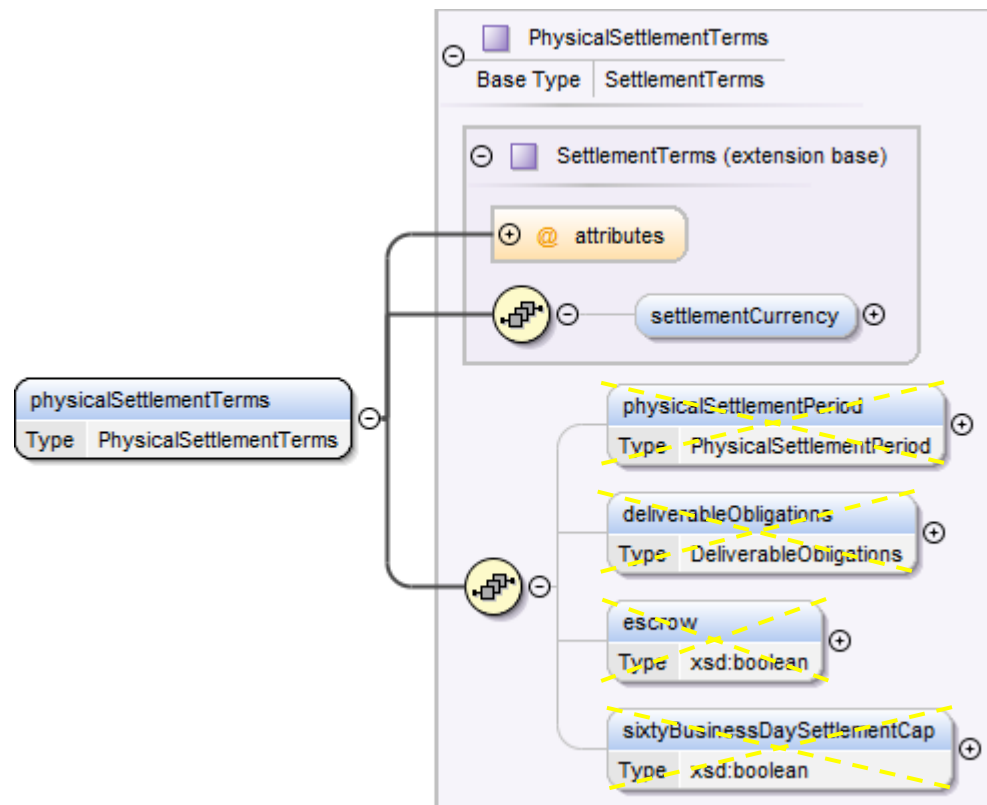 PhysicalSettlementTerms
Base Type SettlementTerms
SettlementTerms (extension base)
@ attributes
settlementCurrency
physicalSettlementTerms
Type PhysicalSettlementTerms
physicalSettlementPeriod
Type PhysicalSettlementPeriod
deliverableObligations
Type DeliverableObligations
escrow
Type xsd:boolean
sixtyBusinessDaySettlementCap
Type xsd:boolean